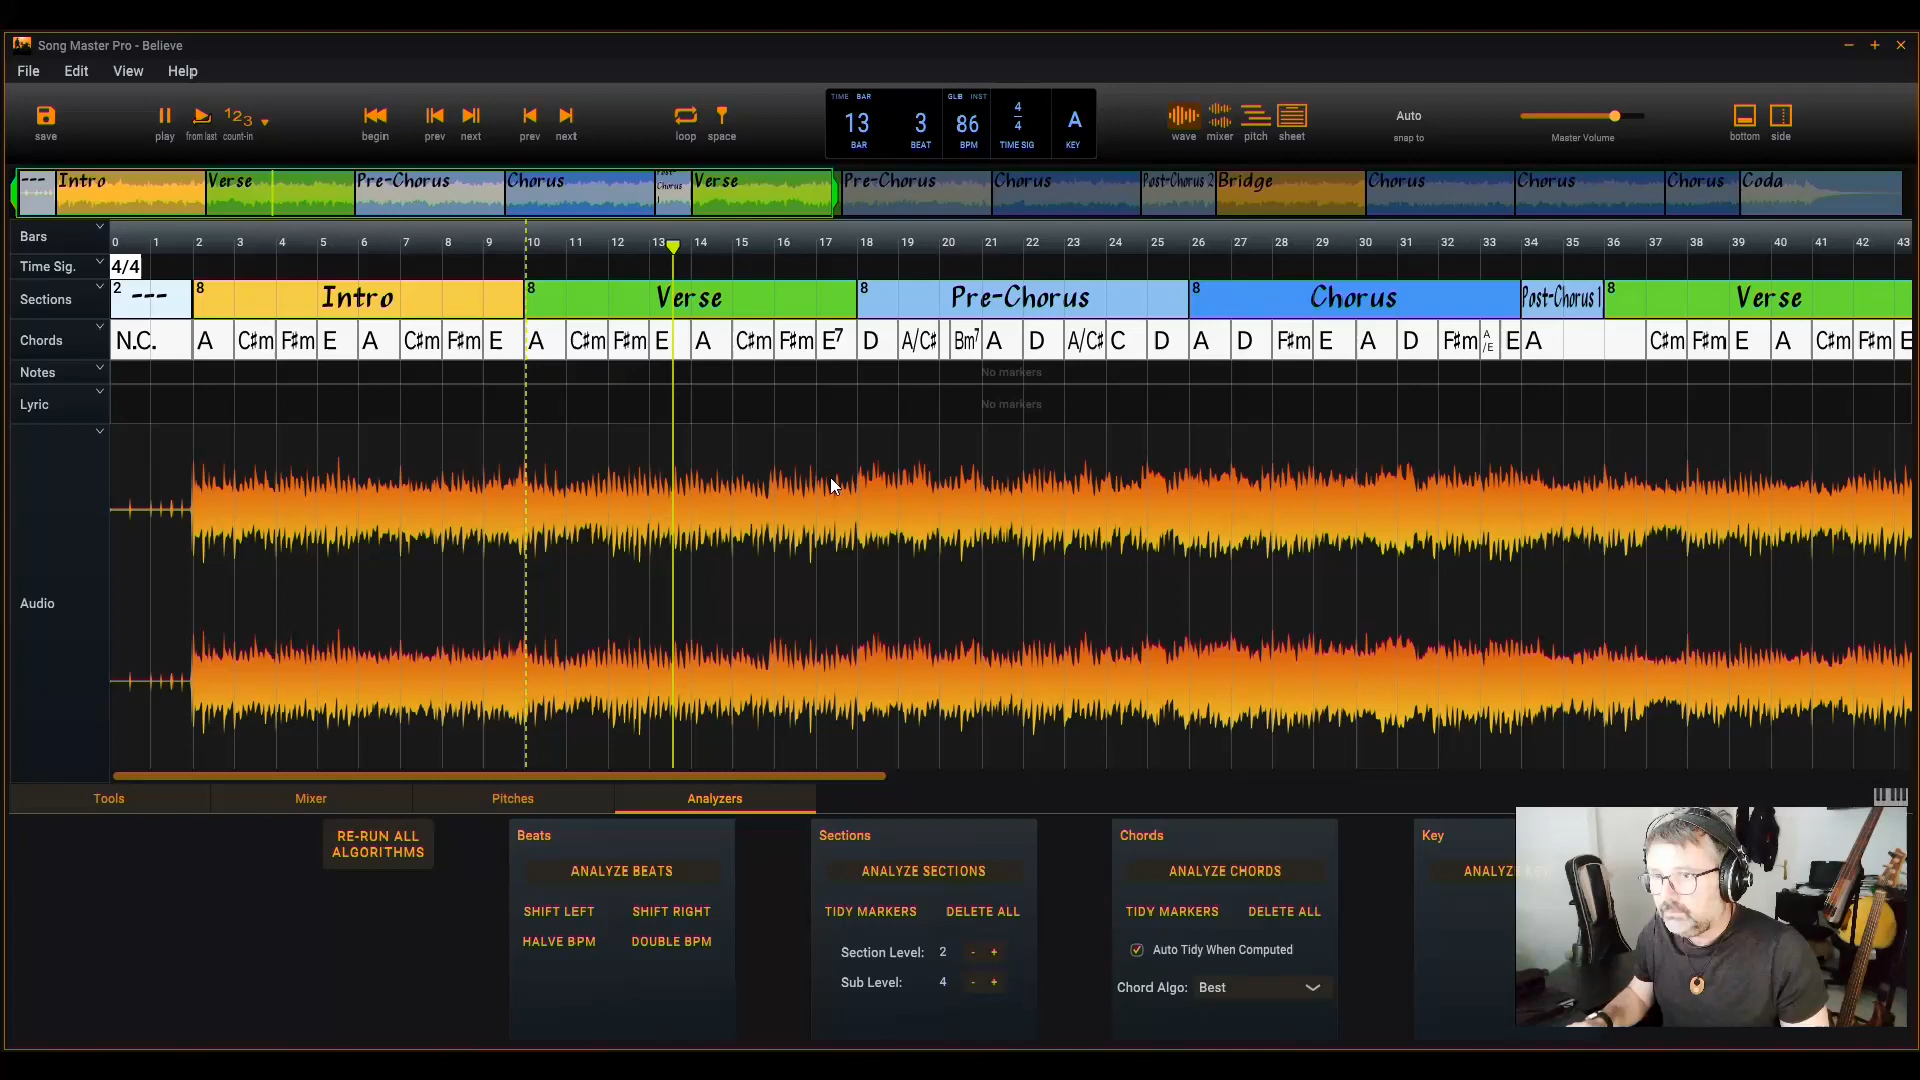 Song Master Pro - Believe
File Edit View Help
save play from last count-in begin prev next prev next loop space
123
TIME BAR GLB INST
13 3 86 4/4 A
BAR BEAT BPM TIME SIG KEY
wave mixer pitch sheet
Auto
snap to
Master Volume
bottom side
--- Intro Verse Pre-Chorus Chorus Post-Chorus 1 Verse Pre-Chorus Chorus Post-Chorus 2 Bridge Chorus Chorus Chorus Coda
Bars 0 1 2 3 4 5 6 7 8 9 10 11 12 13 14 15 16 17 18 19 20 21 22 23 24 25 26 27 28 29 30 31 32 33 34 35 36 37 38 39 40 41 42 43
Time Sig. 4/4
Sections 2 --- 8 Intro 8 Verse 8 Pre-Chorus 8 Chorus Post-Chorus 1 8 Verse
Chords N.C. A C#m F#m E A C#m F#m E A C#m F#m E A C#m F#m E7 D A/C# Bm7 A D A/C# C D A D F#m E A D F#m A/E E A C#m F#m E A C#m F#m E
Notes No markers
Lyric No markers
Audio
Tools Mixer Pitches Analyzers
RE-RUN ALL
ALGORITHMS
Beats
ANALYZE BEATS
SHIFT LEFT SHIFT RIGHT
HALVE BPM DOUBLE BPM
Sections
ANALYZE SECTIONS
TIDY MARKERS DELETE ALL
Section Level: 2 - +
Sub Level: 4 - +
Chords
ANALYZE CHORDS
TIDY MARKERS DELETE ALL
Auto Tidy When Computed
Chord Algo: Best
Key